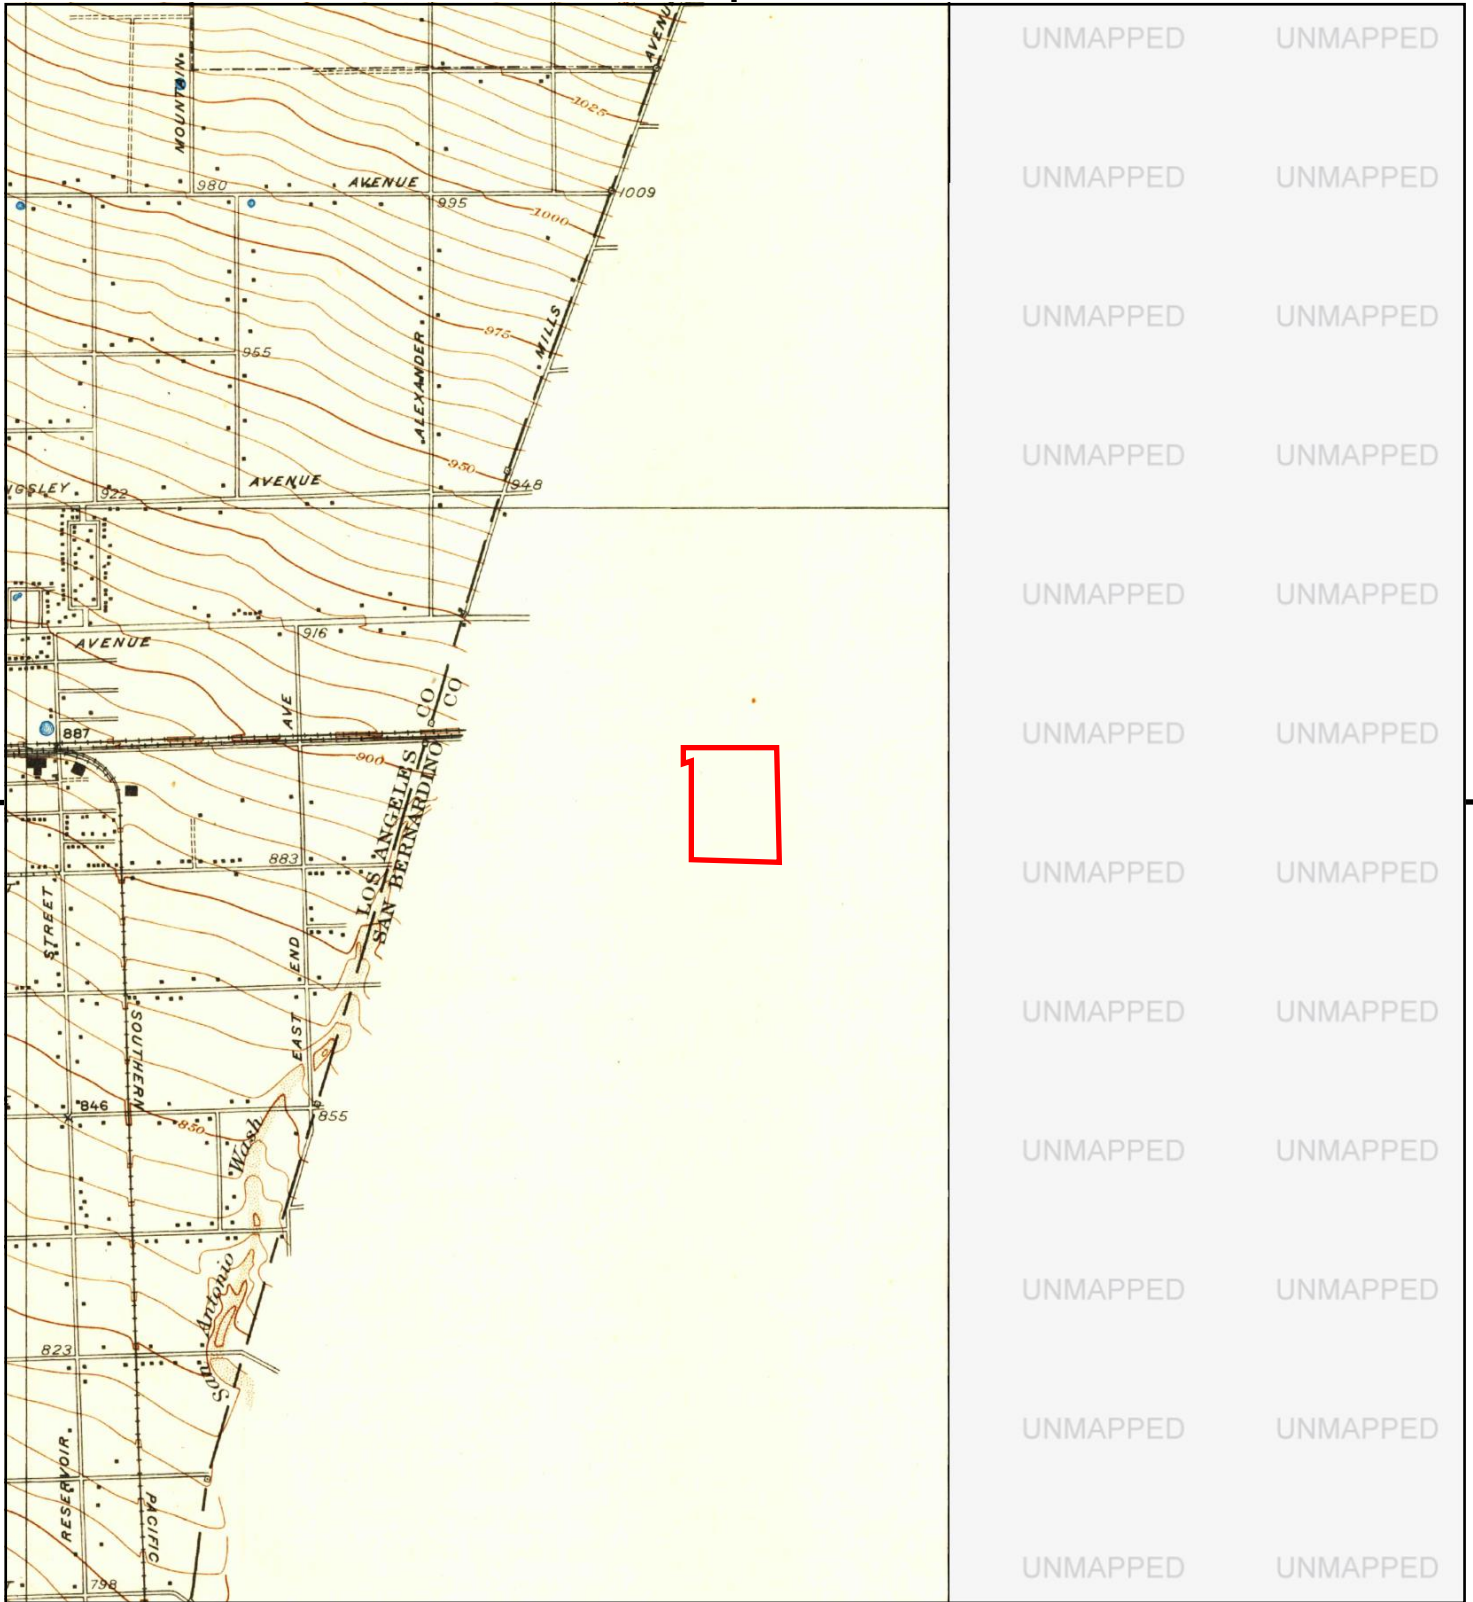 AVENUE
UNMAPPED UNMAPPED
MOUNTAIN
1025
UNMAPPED UNMAPPED
980
AVENUE
995
1009
1000
UNMAPPED UNMAPPED
975
MILLS
955
ALEXANDER
UNMAPPED UNMAPPED
950
AVENUE
948
922
UNMAPPED UNMAPPED
916
AVENUE
AVE
CO
CO
UNMAPPED UNMAPPED
887
900
LOS ANGELES
SAN BERNARDINO
883
UNMAPPED UNMAPPED
STREET
END
UNMAPPED UNMAPPED
SOUTHERN
EAST
846
850
855
Wash
UNMAPPED UNMAPPED
San Antonio
UNMAPPED UNMAPPED
823
UNMAPPED UNMAPPED
RESERVOIR
PACIFIC
798
UNMAPPED UNMAPPED